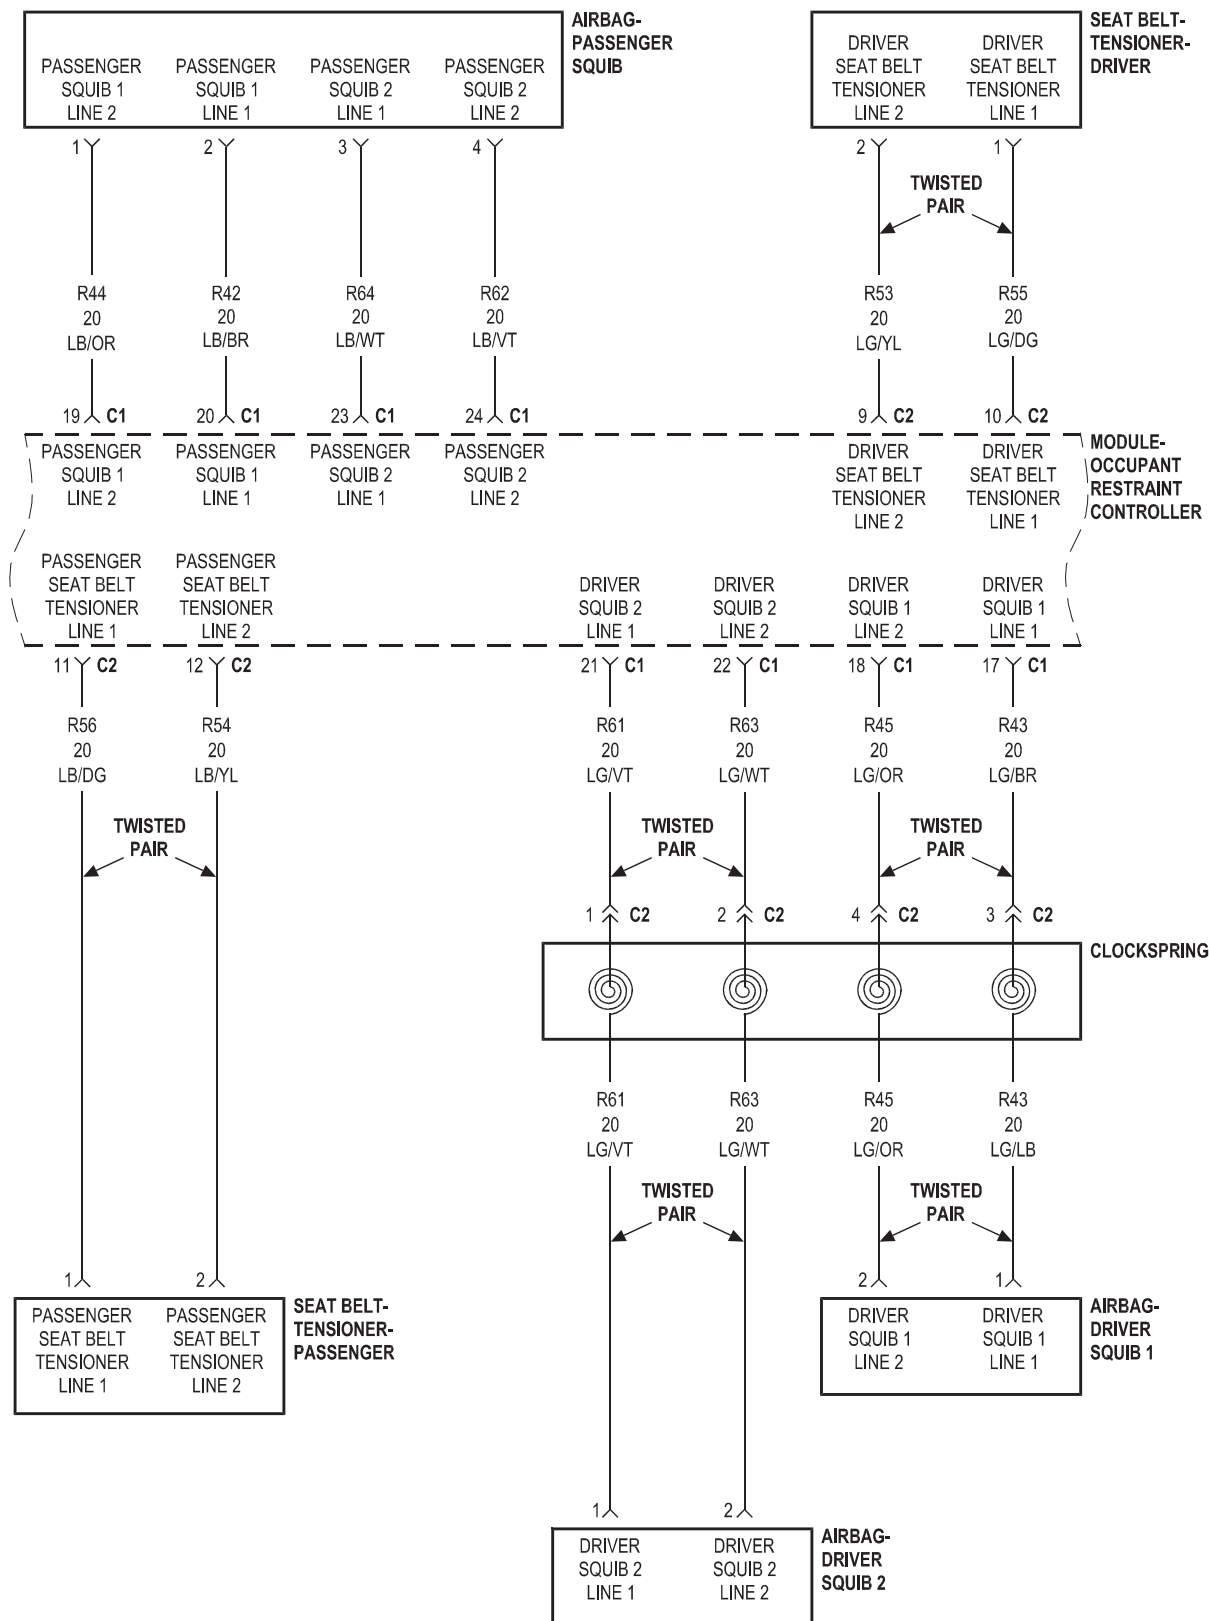 AIRBAG-
PASSENGER
SQUIB
SEAT BELT-
TENSIONER-
DRIVER
PASSENGER
SQUIB 1
LINE 2
PASSENGER
SQUIB 1
LINE 1
PASSENGER
SQUIB 2
LINE 1
PASSENGER
SQUIB 2
LINE 2
DRIVER
SEAT BELT
TENSIONER
LINE 2
DRIVER
SEAT BELT
TENSIONER
LINE 1
1
2
3
4
2
1
TWISTED
PAIR
R44
20
LB/OR
R42
20
LB/BR
R64
20
LB/WT
R62
20
LB/VT
R53
20
LG/YL
R55
20
LG/DG
19 C1
20 C1
23 C1
24 C1
9 C2
10 C2
MODULE-
OCCUPANT
RESTRAINT
CONTROLLER
PASSENGER
SQUIB 1
LINE 2
PASSENGER
SQUIB 1
LINE 1
PASSENGER
SQUIB 2
LINE 1
PASSENGER
SQUIB 2
LINE 2
DRIVER
SEAT BELT
TENSIONER
LINE 2
DRIVER
SEAT BELT
TENSIONER
LINE 1
PASSENGER
SEAT BELT
TENSIONER
LINE 1
PASSENGER
SEAT BELT
TENSIONER
LINE 2
DRIVER
SQUIB 2
LINE 1
DRIVER
SQUIB 2
LINE 2
DRIVER
SQUIB 1
LINE 2
DRIVER
SQUIB 1
LINE 1
11 C2
12 C2
21 C1
22 C1
18 C1
17 C1
R56
20
LB/DG
R54
20
LB/YL
R61
20
LG/VT
R63
20
LG/WT
R45
20
LG/OR
R43
20
LG/BR
TWISTED
PAIR
TWISTED
PAIR
TWISTED
PAIR
1 C2
2 C2
4 C2
3 C2
CLOCKSPRING
R61
20
LG/VT
R63
20
LG/WT
R45
20
LG/OR
R43
20
LG/LB
TWISTED
PAIR
TWISTED
PAIR
1
2
2
1
PASSENGER
SEAT BELT
TENSIONER
LINE 1
PASSENGER
SEAT BELT
TENSIONER
LINE 2
SEAT BELT-
TENSIONER-
PASSENGER
DRIVER
SQUIB 1
LINE 2
DRIVER
SQUIB 1
LINE 1
AIRBAG-
DRIVER
SQUIB 1
1
2
DRIVER
SQUIB 2
LINE 1
DRIVER
SQUIB 2
LINE 2
AIRBAG-
DRIVER
SQUIB 2